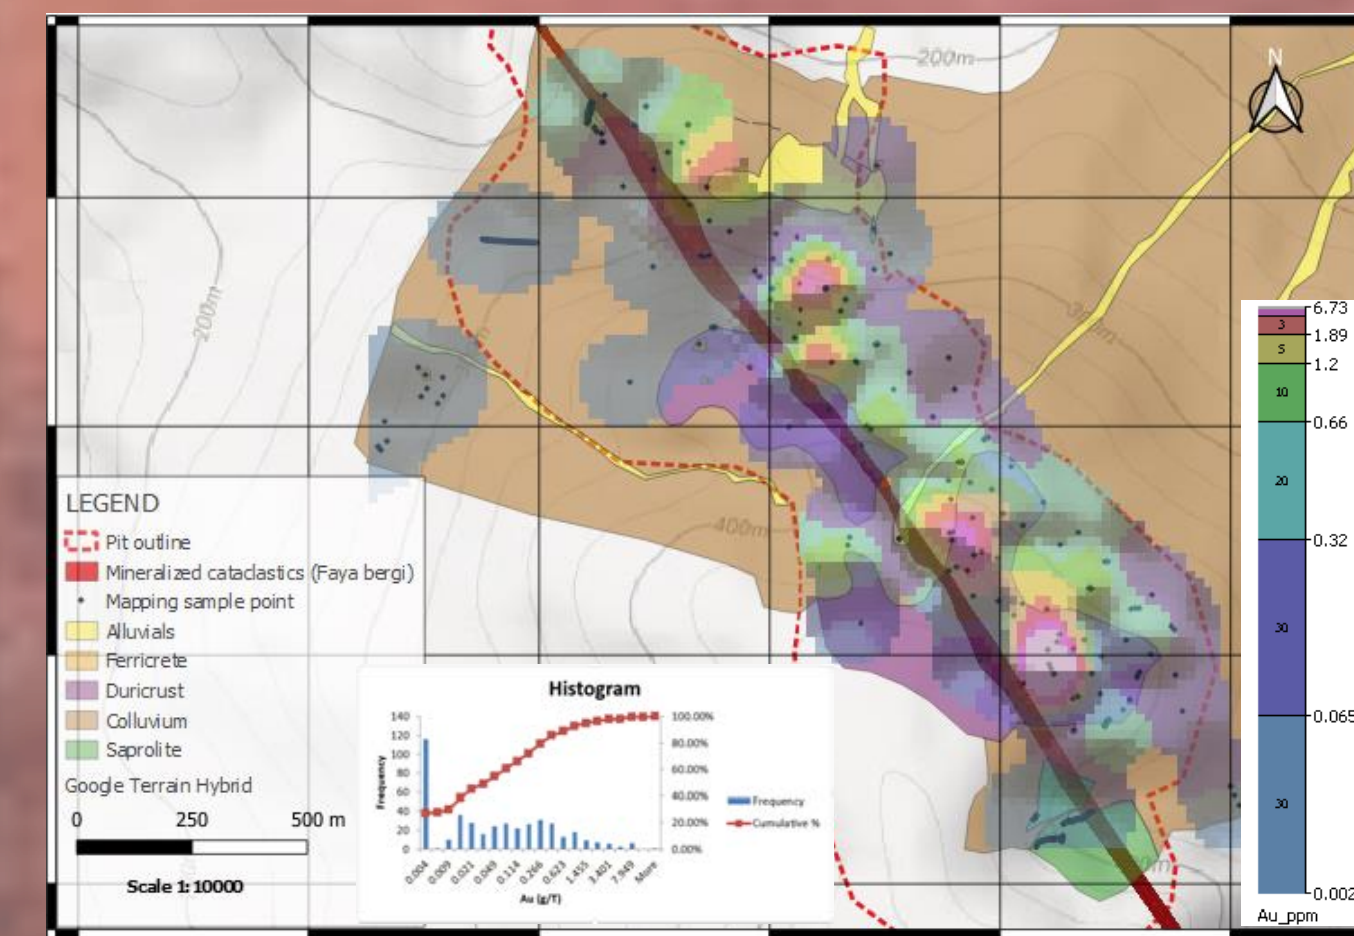 200m
N
200m
400m
6.73
3
1.89
5
1.2
10
0.66
20
0.32
30
0.065
30
0.002
Au_ppm
LEGEND
Pit outline
Mineralized cataclastics (Faya bergi)
Mapping sample point
Alluvials
Ferricrete
Duricrust
Colluvium
Saprolite
Google Terrain Hybrid
0 250 500 m
Scale 1:10000
Histogram
Frequency
140
120
100
80
60
40
20
0
100.00%
80.00%
60.00%
40.00%
20.00%
0.00%
0.004 0.009 0.021 0.049 0.114 0.266 0.623 1.455 3.401 7.949 More
Au (g/T)
Frequency
Cumulative %